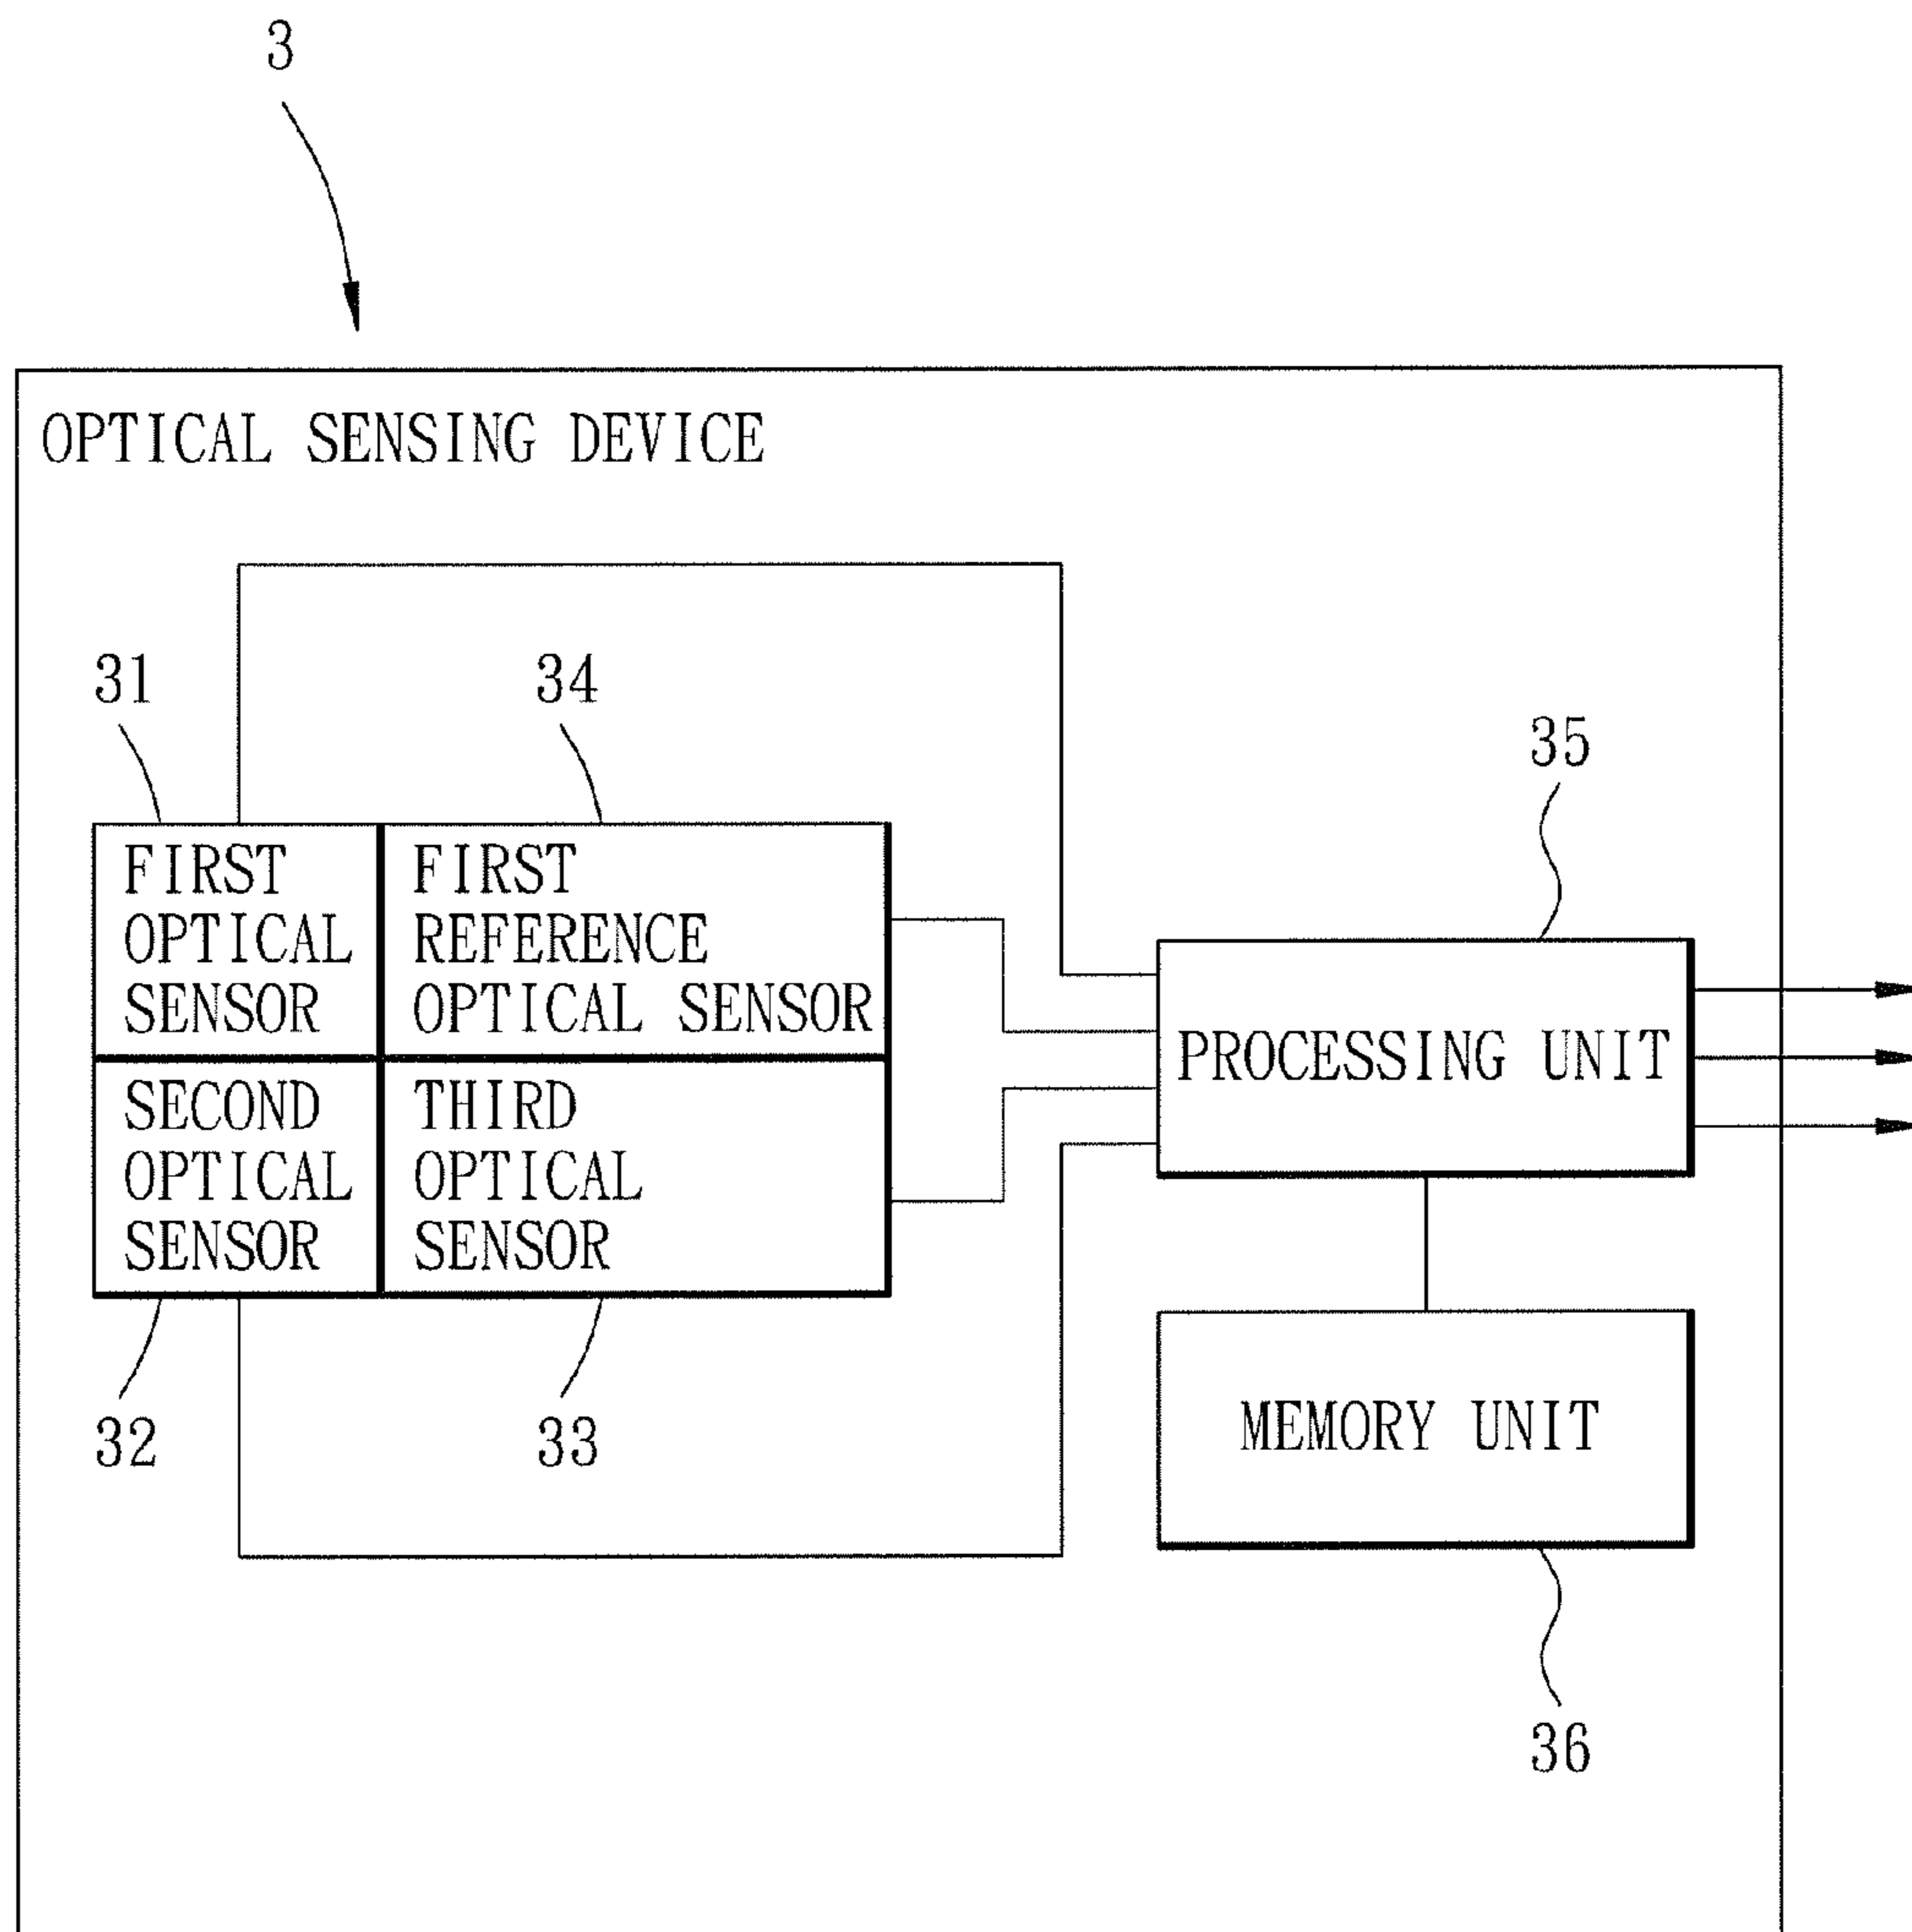 3
OPTICAL SENSING DEVICE
31
34
35
FIRST
OPTICAL
SENSOR
FIRST
REFERENCE
OPTICAL SENSOR
SECOND
OPTICAL
SENSOR
THIRD
OPTICAL
SENSOR
PROCESSING UNIT
MEMORY UNIT
32
33
36